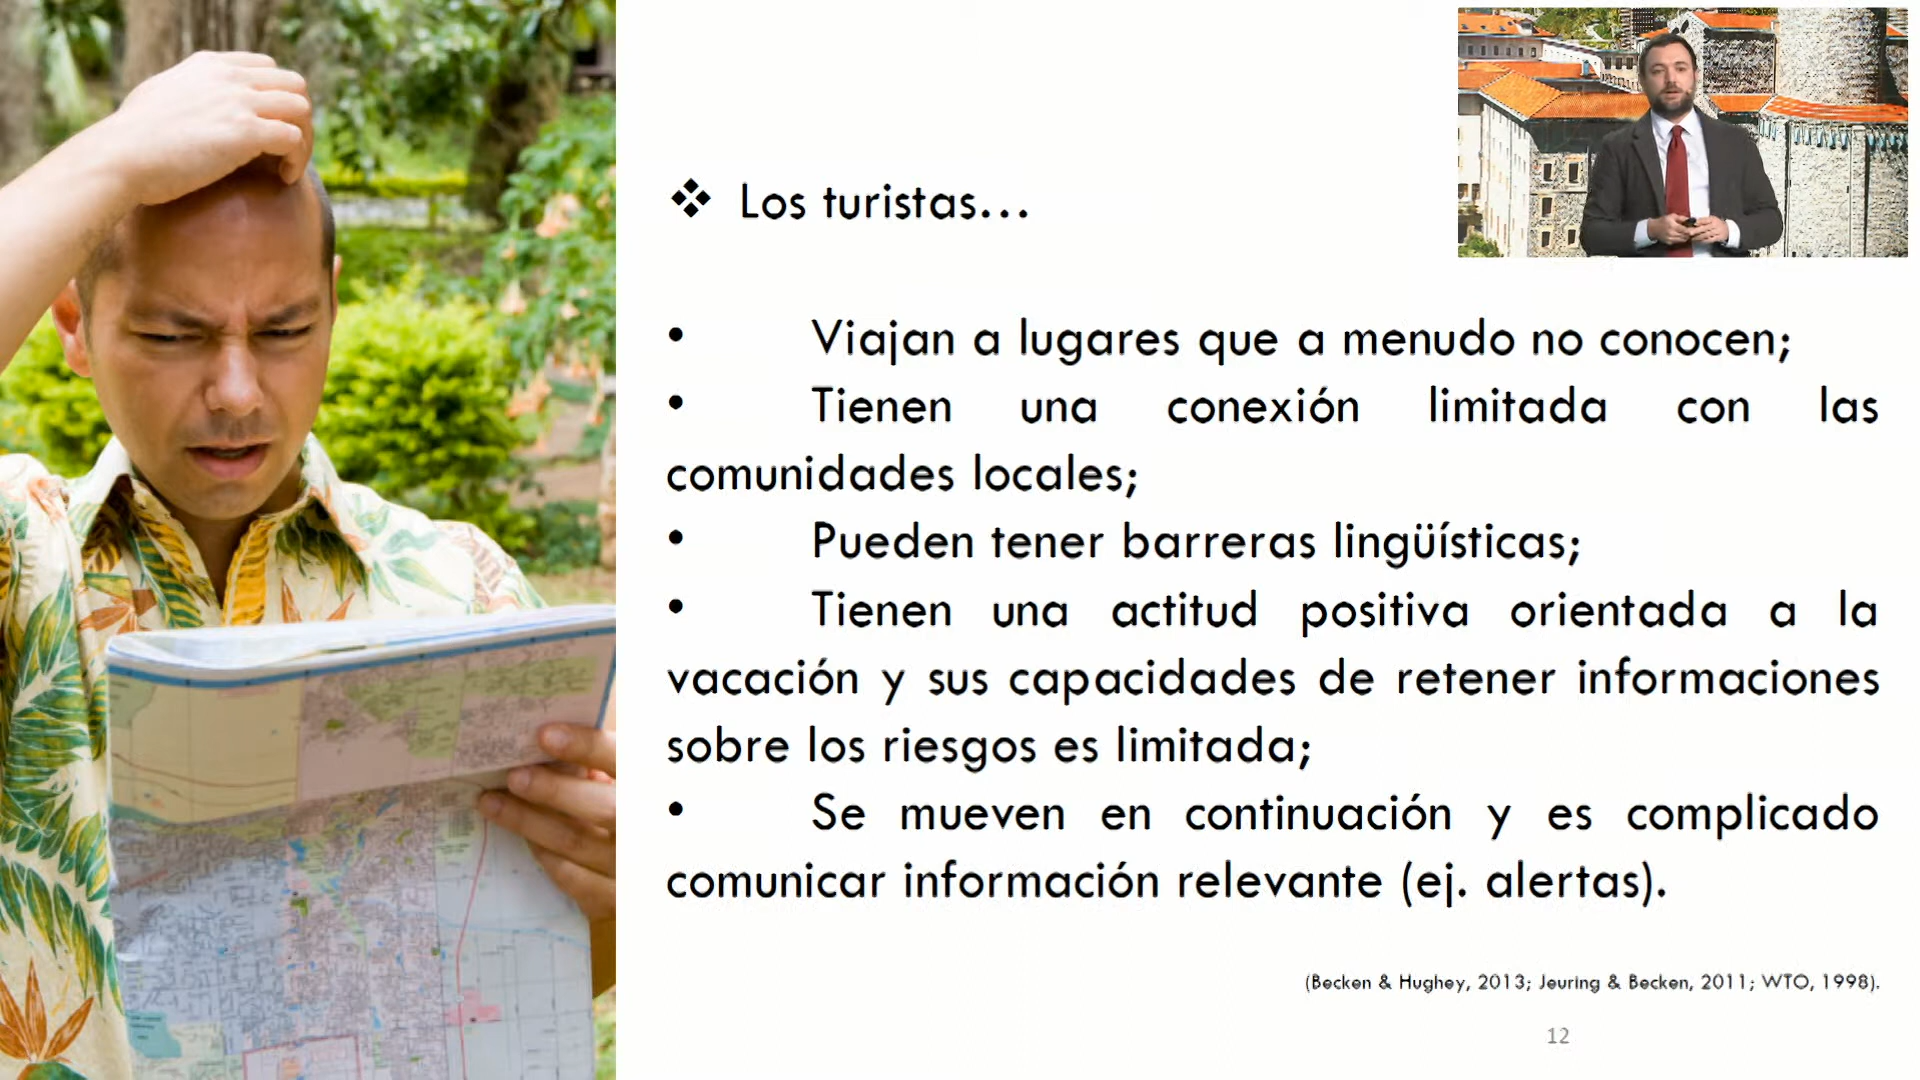 ❖ Los turistas...
• Viajan a lugares que a menudo no conocen;
• Tienen una conexión limitada con las
comunidades locales;
• Pueden tener barreras lingüísticas;
• Tienen una actitud positiva orientada a la
vacación y sus capacidades de retener informaciones
sobre los riesgos es limitada;
• Se mueven en continuación y es complicado
comunicar información relevante (ej. alertas).
(Becken & Hughey, 2013; Jeuring & Becken, 2011; WTO, 1998).
12